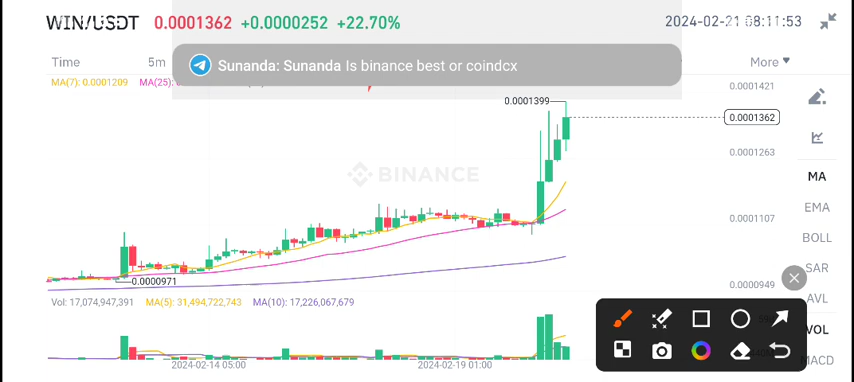 WIN/USDT 0.0001362 +0.0000252 +22.70% 2024-02-21 08:11:53
Sunanda: Sunanda Is binance best or coindcx
Time 5m More
MA(7): 0.0001209 MA(25):
0.0001421
0.0001399
0.0001362
0.0001263
BINANCE
MA
EMA
0.0001107
BOLL
SAR
0.0000971
0.0000949
AVL
Vol: 17,074,947,391 MA(5): 31,494,722,743 MA(10): 17,226,067,679
VOL
MACD
2024-02-14 05:00 2024-02-19 01:00